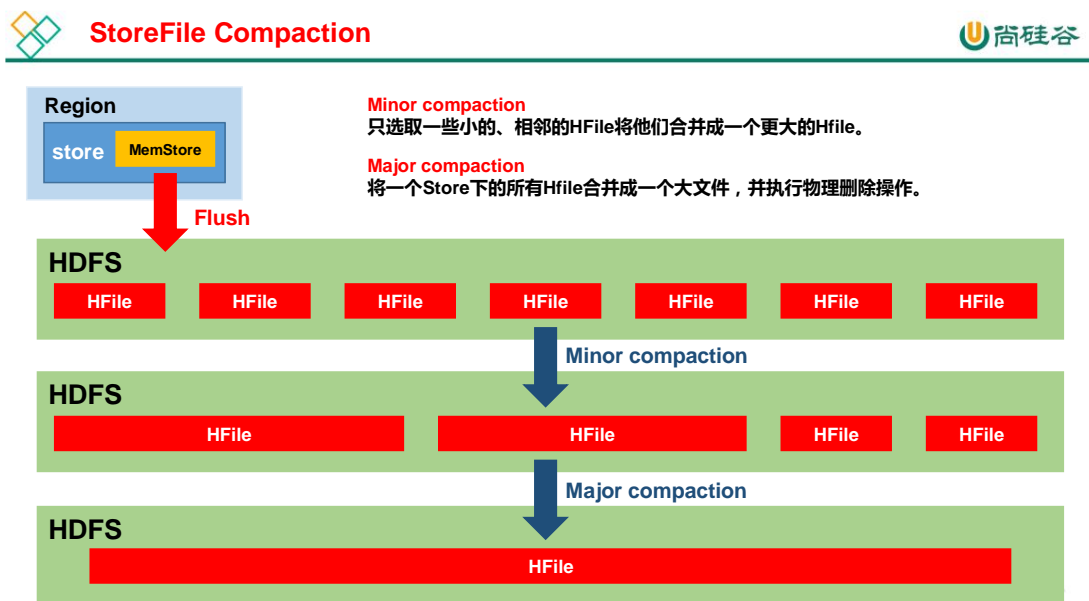 StoreFile Compaction
尚硅谷
Region
store
MemStore
Minor compaction
只选取一些小的、相邻的HFile将他们合并成一个更大的Hfile。
Major compaction
将一个Store下的所有Hfile合并成一个大文件，并执行物理删除操作。
Flush
HDFS
HFile HFile HFile HFile HFile HFile HFile
Minor compaction
HDFS
HFile HFile HFile HFile
Major compaction
HDFS
HFile